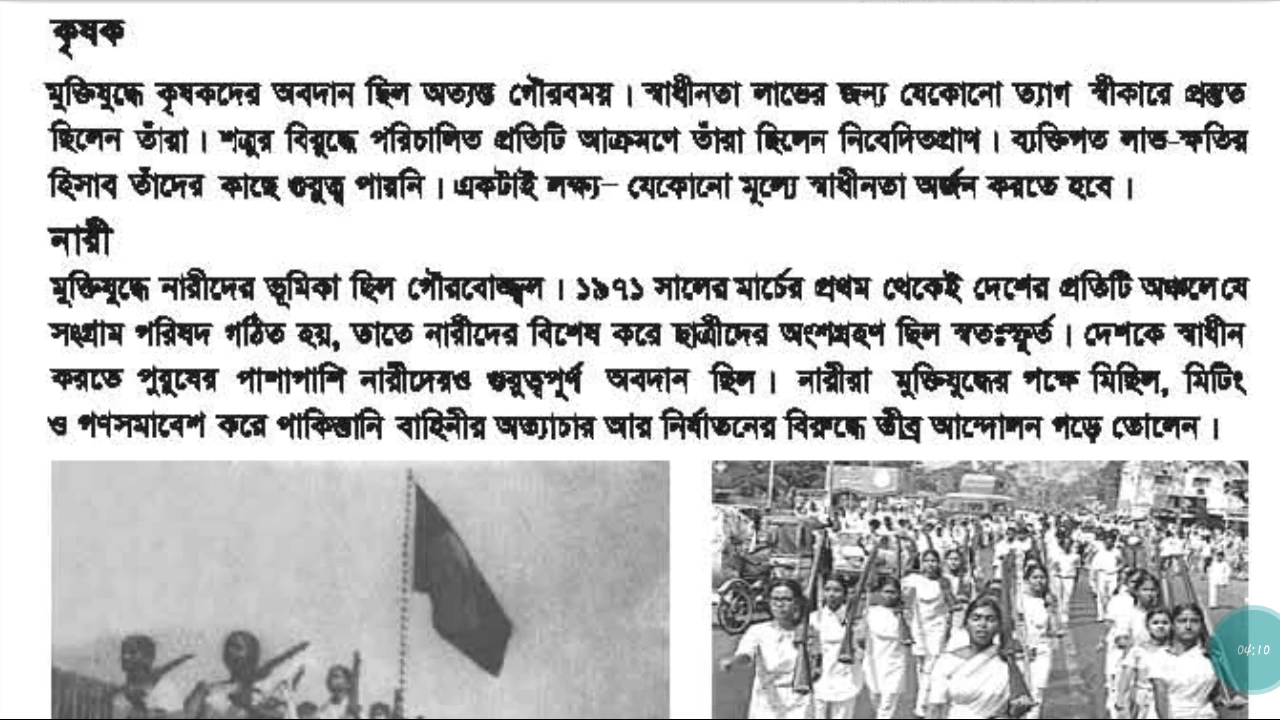 কৃষক
মুক্তিযুদ্ধে কৃষকদের অবদান ছিল অত্যন্ত গৌরবময়। স্বাধীনতা লাভের জন্য যেকোনো ত্যাগ স্বীকারে প্রস্তুত
ছিলেন তাঁরা। শত্রুর বিরুদ্ধে পরিচালিত প্রতিটি আক্রমণে তাঁরা ছিলেন নিবেদিতপ্রাণ। ব্যক্তিগত লাভ-ক্ষতির
হিসাব তাঁদের কাছে গুরুত্ব পায়নি। একটাই লক্ষ্য– যেকোনো মূল্যে স্বাধীনতা অর্জন করতে হবে।
নারী
মুক্তিযুদ্ধে নারীদের ভূমিকা ছিল গৌরবোজ্জ্বল। ১৯৭১ সালের মার্চের প্রথম থেকেই দেশের প্রতিটি অঞ্চলে যে
সংগ্রাম পরিষদ গঠিত হয়, তাতে নারীদের বিশেষ করে ছাত্রীদের অংশগ্রহণ ছিল স্বতঃস্ফূর্ত। দেশকে স্বাধীন
করতে পুরুষের পাশাপাশি নারীদেরও গুরুত্বপূর্ণ অবদান ছিল। নারীরা মুক্তিযুদ্ধের পক্ষে মিছিল, মিটিং
ও গণসমাবেশ করে পাকিস্তানি বাহিনীর অত্যাচার আর নির্যাতনের বিরুদ্ধে তীব্র আন্দোলন গড়ে তোলেন।
04:10